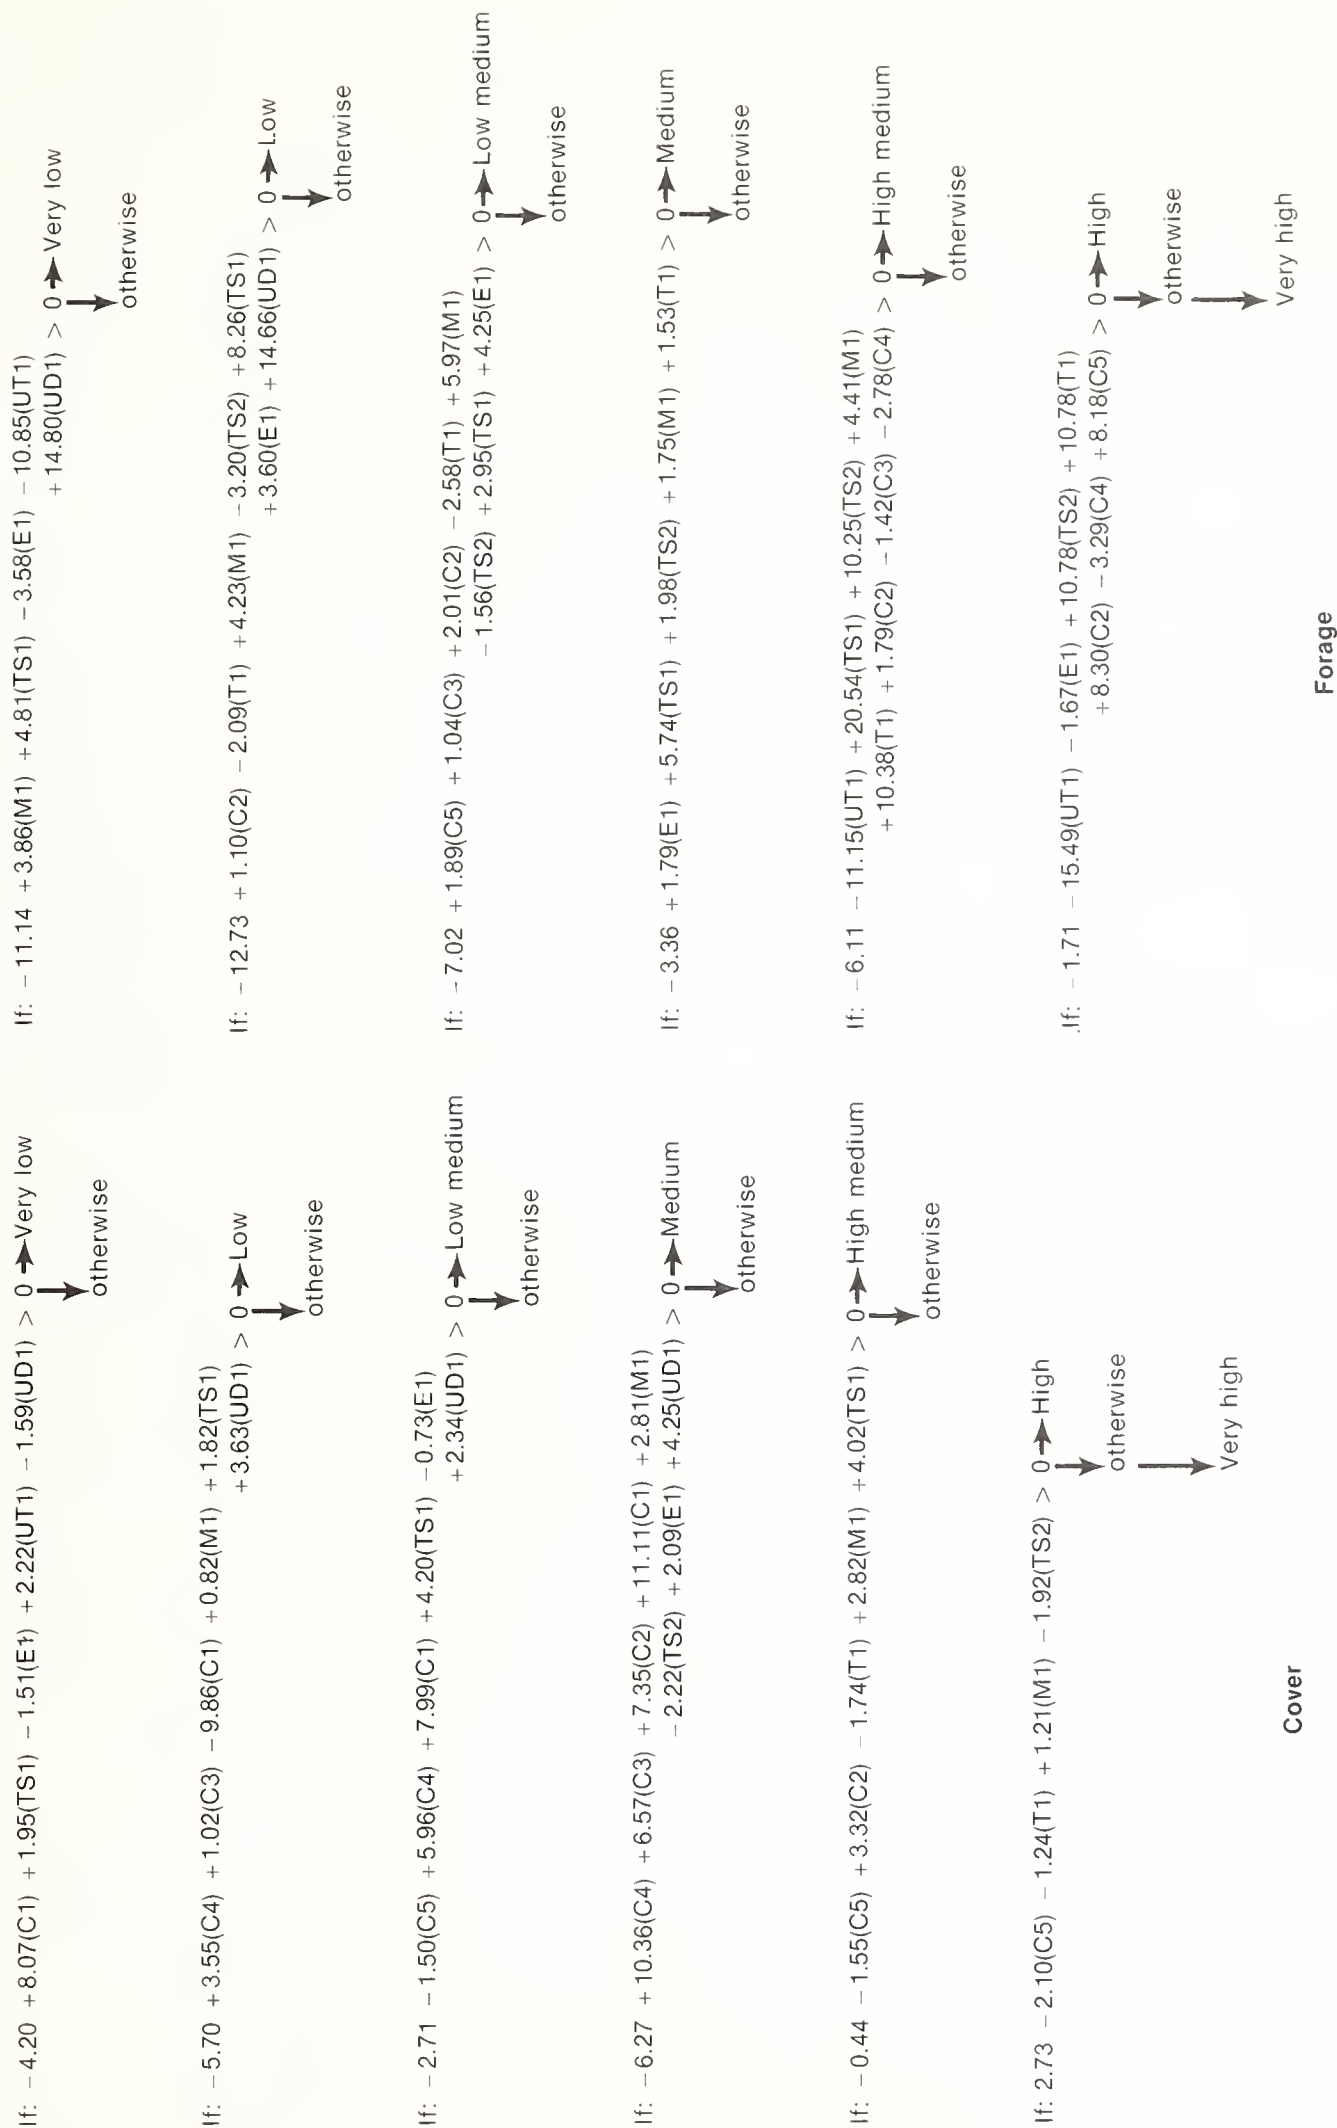 If: − 4.20 + 8.07(C1) + 1.95(TS1) − 1.51(E1) + 2.22(UT1) − 1.59(UD1) > 0 → Very low
otherwise
If: − 5.70 + 3.55(C4) + 1.02(C3) − 9.86(C1) + 0.82(M1) + 1.82(TS1)
+ 3.63(UD1) > 0 → Low
otherwise
If: − 2.71 − 1.50(C5) + 5.96(C4) + 7.99(C1) + 4.20(TS1) − 0.73(E1)
+ 2.34(UD1) > 0 → Low medium
otherwise
If: − 6.27 + 10.36(C4) + 6.57(C3) + 7.35(C2) + 11.11(C1) + 2.81(M1)
− 2.22(TS2) + 2.09(E1) + 4.25(UD1) > 0 → Medium
otherwise
If: − 0.44 − 1.55(C5) + 3.32(C2) − 1.74(T1) + 2.82(M1) + 4.02(TS1) > 0 → High medium
otherwise
If: 2.73 − 2.10(C5) − 1.24(T1) + 1.21(M1) − 1.92(TS2) > 0 → High
otherwise
Very high
Cover
If: − 11.14 + 3.86(M1) + 4.81(TS1) − 3.58(E1) − 10.85(UT1)
+ 14.80(UD1) > 0 → Very low
otherwise
If: − 12.73 + 1.10(C2) − 2.09(T1) + 4.23(M1) − 3.20(TS2) + 8.26(TS1)
+ 3.60(E1) + 14.66(UD1) > 0 → Low
otherwise
If: − 7.02 + 1.89(C5) + 1.04(C3) + 2.01(C2) − 2.58(T1) + 5.97(M1)
− 1.56(TS2) + 2.95(TS1) + 4.25(E1) > 0 → Low medium
otherwise
If: − 3.36 + 1.79(E1) + 5.74(TS1) + 1.98(TS2) + 1.75(M1) + 1.53(T1) > 0 → Medium
otherwise
If: − 6.11 − 11.15(UT1) + 20.54(TS1) + 10.25(TS2) + 4.41(M1)
+ 10.38(T1) + 1.79(C2) − 1.42(C3) − 2.78(C4) > 0 → High medium
otherwise
If: − 1.71 − 15.49(UT1) − 1.67(E1) + 10.78(TS2) + 10.78(T1)
+ 8.30(C2) − 3.29(C4) + 8.18(C5) > 0 → High
otherwise
Very high
Forage